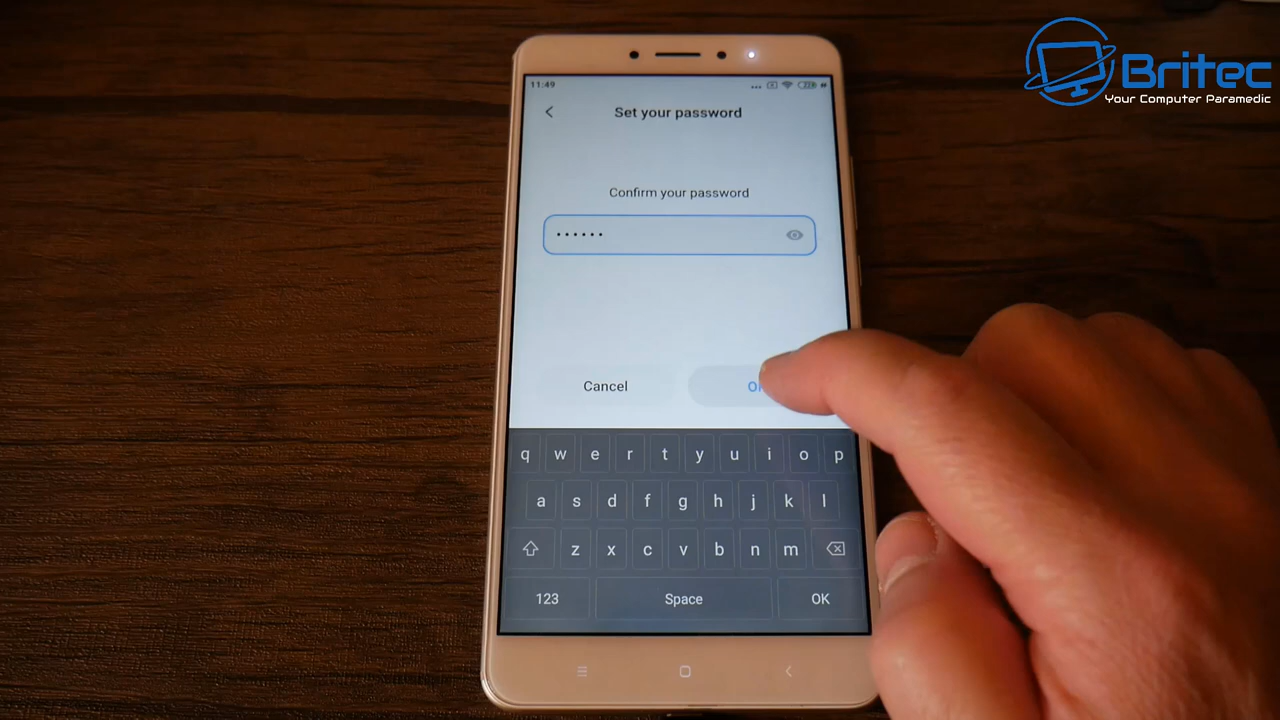 Britec
Your Computer Paramedic
11:49
Set your password
Confirm your password
Cancel
q w e r t y u i o p
a s d f g h j k l
z x c v b n m
123 Space OK